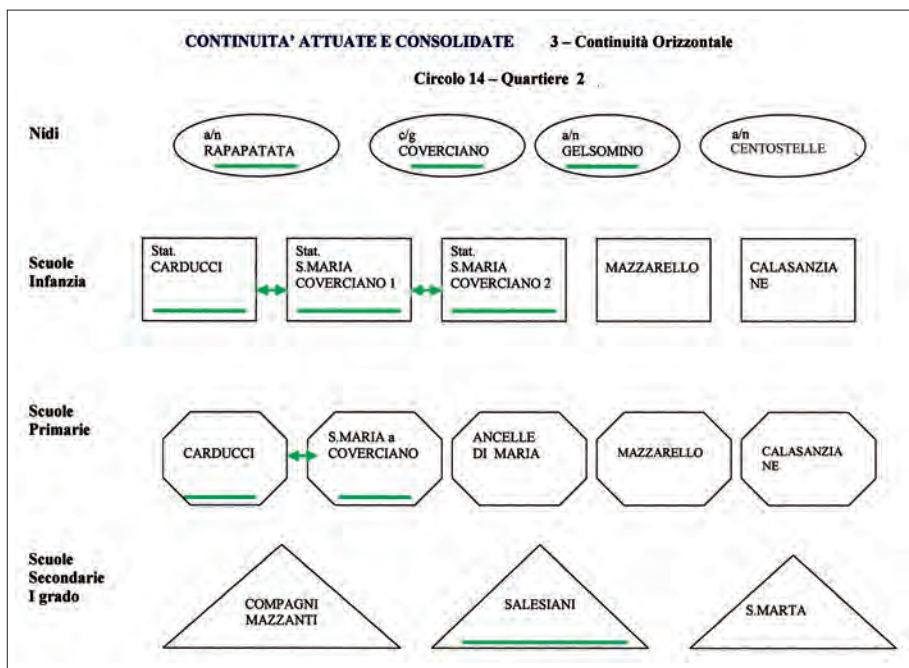 CONTINUITA' ATTUATE E CONSOLIDATE 3 – Continuità Orizzontale
Circolo 14 – Quartiere 2
Nidi
a/n
RAPAPATATA
c/g
COVERCIANO
a/n
GELSOMINO
a/n
CENTOSTELLE
Scuole
Infanzia
Stat.
CARDUCCI
Stat.
S.MARIA
COVERCIANO 1
Stat.
S.MARIA
COVERCIANO 2
MAZZARELLO
CALASANZIA
NE
Scuole
Primarie
CARDUCCI
S.MARIA a
COVERCIANO
ANCELLE
DI MARIA
MAZZARELLO
CALASANZIA
NE
Scuole
Secondarie
I grado
COMPAGNI
MAZZANTI
SALESIANI
S.MARTA